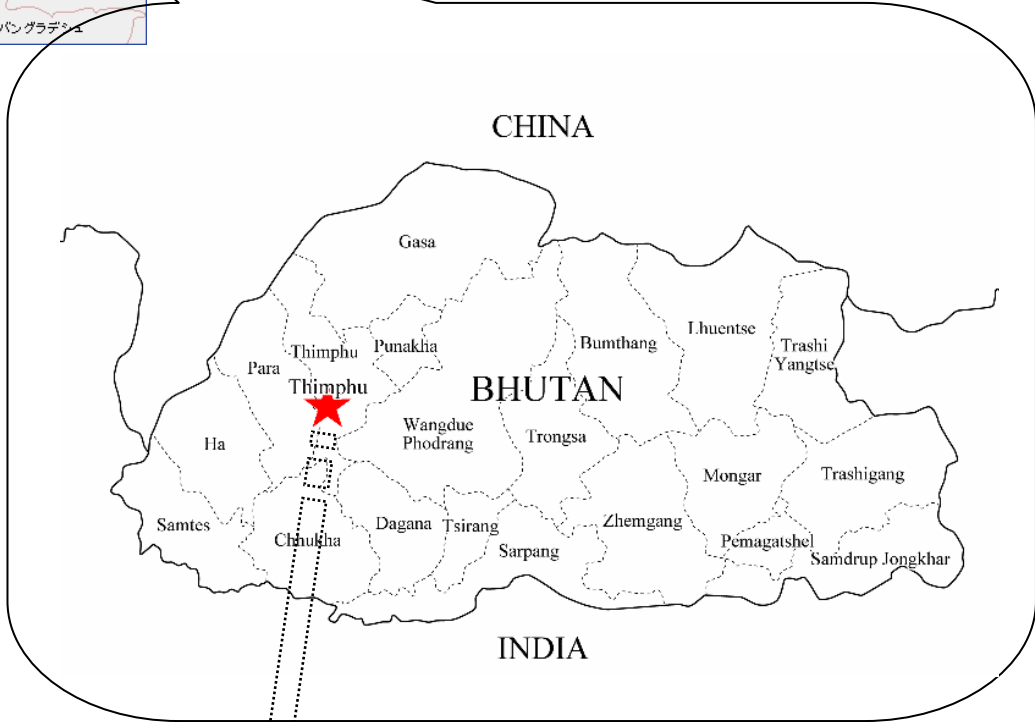 バングラデシュ
CHINA
Gasa
Thimphu
Punakha
Para
Thimphu
Bumthang
Lhuentse
Trashi
Yangtse
BHUTAN
Ha
Wangdue
Phodrang
Trongsa
Mongar
Trashigang
Samtes
Chhukha
Dagana
Tsirang
Sarpang
Zhemgang
Pemagatshel
Samdrup Jongkhar
INDIA